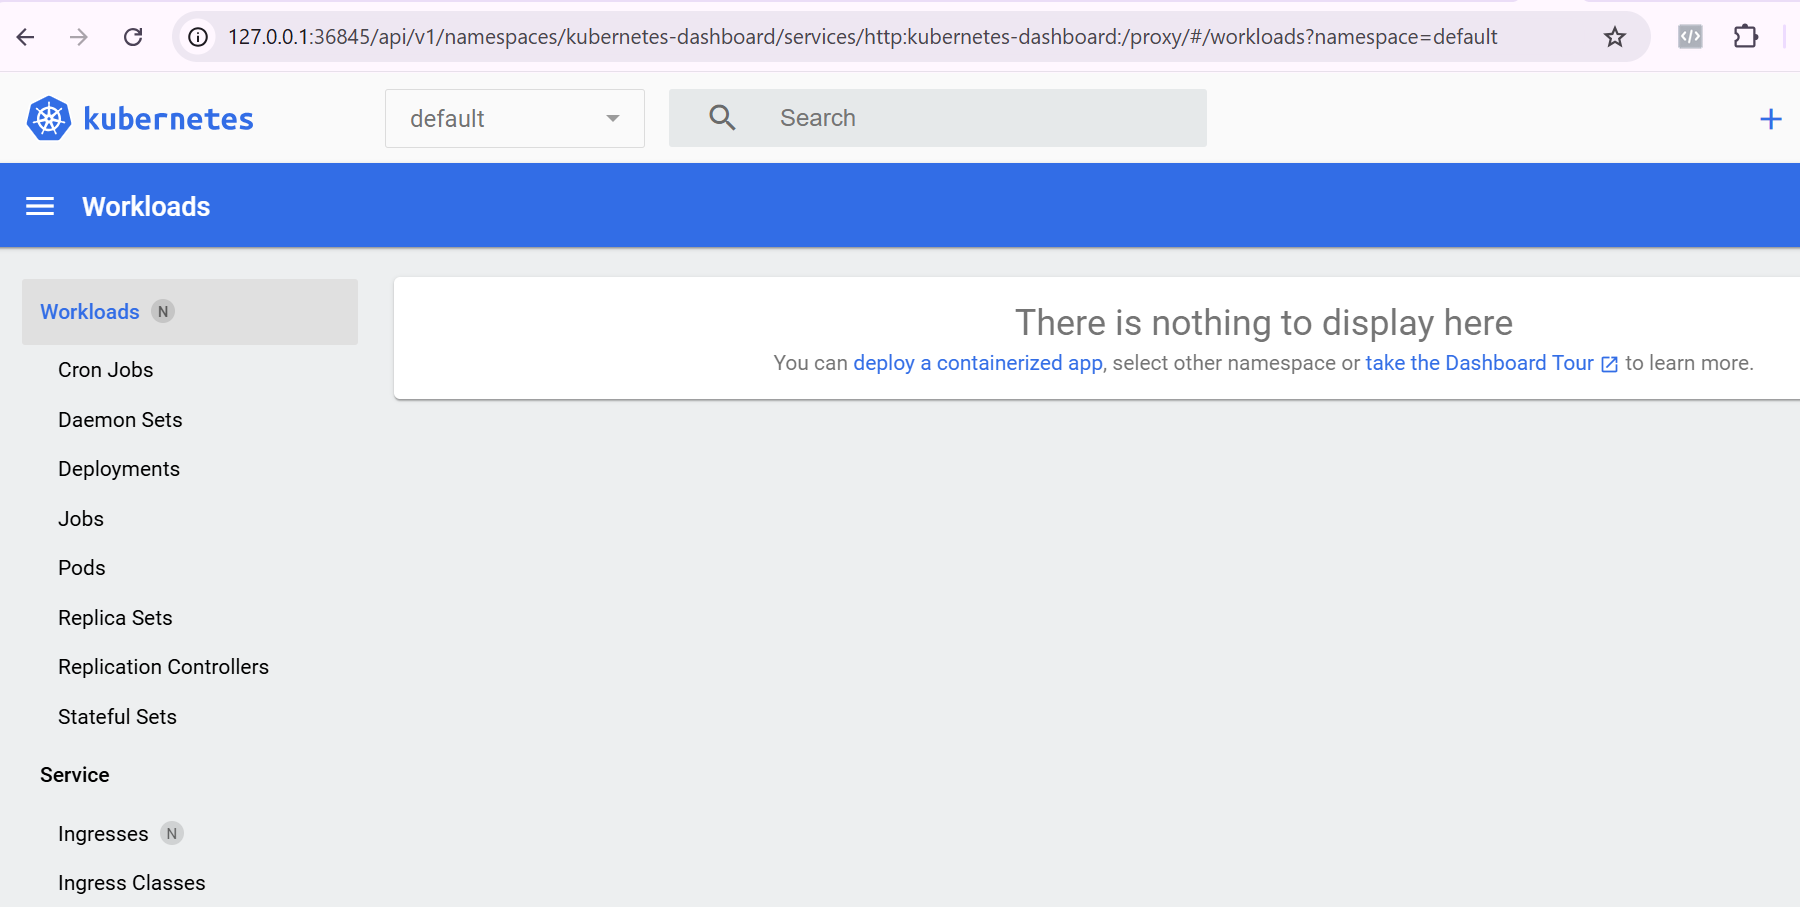 127.0.0.1:36845/api/v1/namespaces/kubernetes-dashboard/services/http:kubernetes-dashboard:/proxy/#/workloads?namespace=default
kubernetes
default
Search
Workloads
Workloads N
Cron Jobs
Daemon Sets
Deployments
Jobs
Pods
Replica Sets
Replication Controllers
Stateful Sets
Service
Ingresses N
Ingress Classes
There is nothing to display here
You can deploy a containerized app, select other namespace or take the Dashboard Tour to learn more.